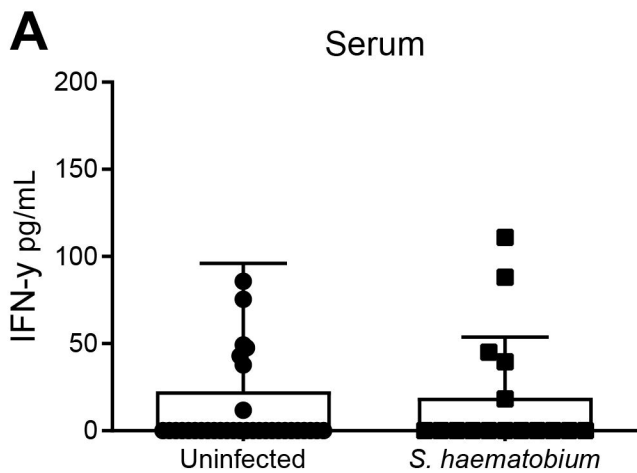 A
Serum
200
150
100
50
0
IFN-y pg/mL
Uninfected
S. haematobium